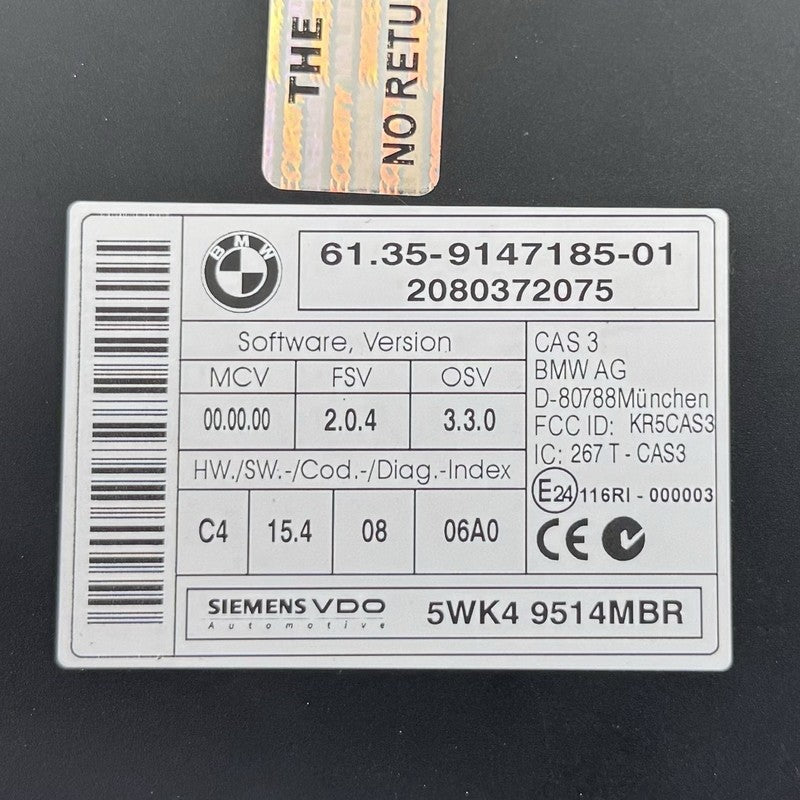 THE
NO RETU
BMW
61.35-9147185-01
2080372075
Software, Version
MCV FSV OSV
00.00.00 2.0.4 3.3.0
HW./SW.-/Cod.-/Diag.-Index
C4 15.4 08 06A0
CAS 3
BMW AG
D-80788München
FCC ID: KR5CAS3
IC: 267 T - CAS3
E24 116RI - 000003
CE
SIEMENS VDO
Automotive
5WK4 9514MBR